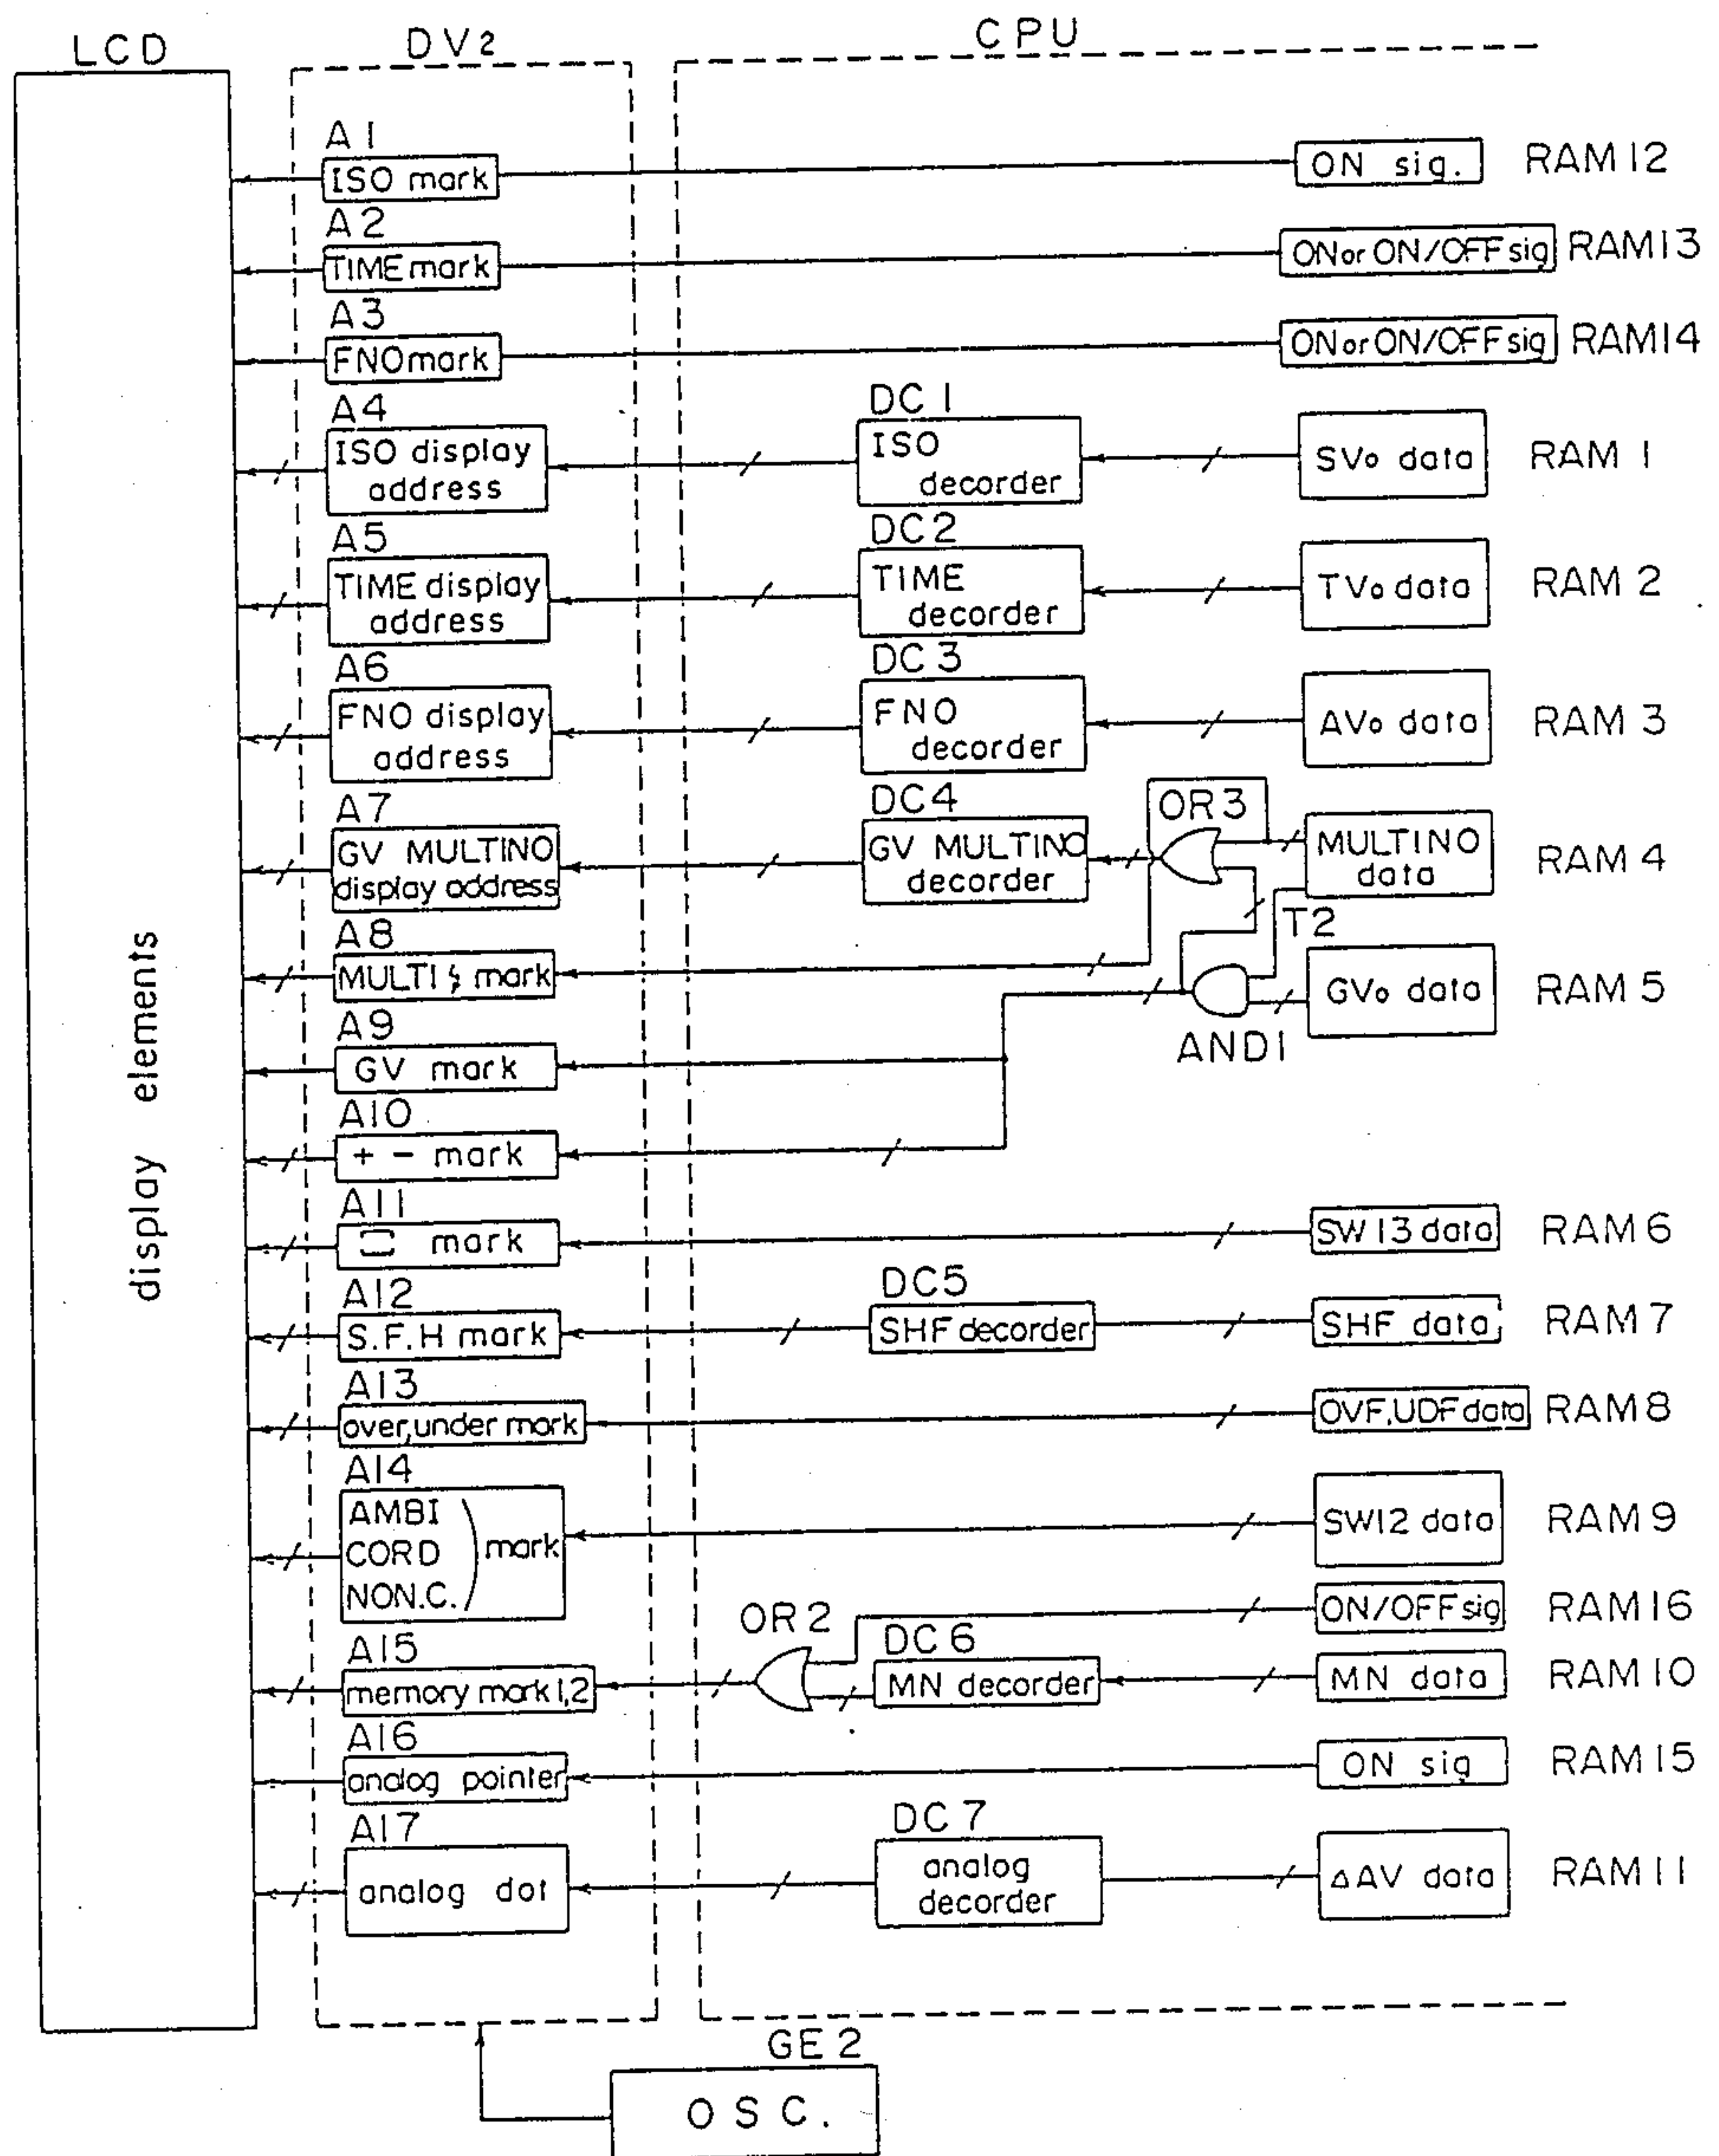 LCD
DV2
CPU
A1
ISO mark
ON sig.
RAM12
A2
TIME mark
ON or ON/OFF sig
RAM13
A3
FNO mark
ON or ON/OFF sig
RAM14
A4
ISO display
address
DC1
ISO
decorder
SVo data
RAM 1
A5
TIME display
address
DC2
TIME
decorder
TVo data
RAM 2
A6
FNO display
address
DC3
FNO
decorder
AVo data
RAM 3
A7
GV MULTINO
display address
DC4
GV MULTINO
decorder
OR3
MULTINO
data
RAM 4
T2
A8
MULTI mark
AND1
GVo data
RAM 5
A9
GV mark
A10
+ - mark
A11
mark
SW13 data
RAM 6
A12
S.F.H mark
DC5
SHF decorder
SHF data
RAM 7
A13
over,under mark
OVF,UDF data
RAM 8
A14
AMBI
CORD
NON.C.
mark
SW12 data
RAM 9
ON/OFF sig
RAM16
A15
memory mark 1,2
OR2
DC6
MN decorder
MN data
RAM10
A16
analog pointer
ON sig
RAM15
A17
analog dot
DC7
analog
decorder
ΔAV data
RAM11
display elements
GE2
OSC.